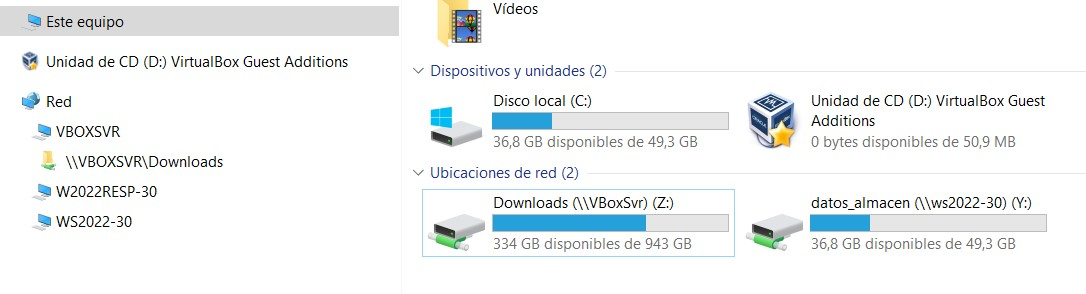 Este equipo
Unidad de CD (D:) VirtualBox Guest Additions
Red
VBOXSVR
\\VBOXSVR\Downloads
W2022RESP-30
WS2022-30
Vídeos
Dispositivos y unidades (2)
Disco local (C:)
36,8 GB disponibles de 49,3 GB
Unidad de CD (D:) VirtualBox Guest
Additions
0 bytes disponibles de 50,9 MB
Ubicaciones de red (2)
Downloads (\\VBoxSvr) (Z:)
334 GB disponibles de 943 GB
datos_almacen (\\ws2022-30) (Y:)
36,8 GB disponibles de 49,3 GB